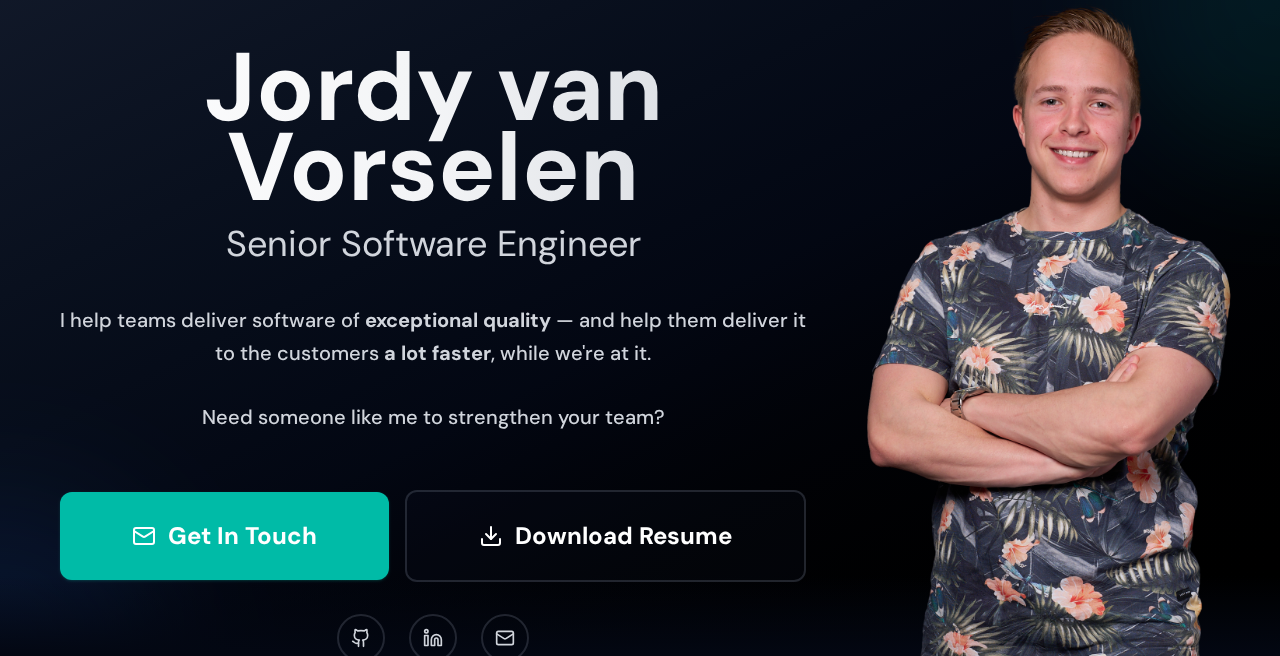 Jordy van
Vorselen
Senior Software Engineer
I help teams deliver software of exceptional quality — and help them deliver it
to the customers a lot faster, while we're at it.
Need someone like me to strengthen your team?
Get In Touch
Download Resume